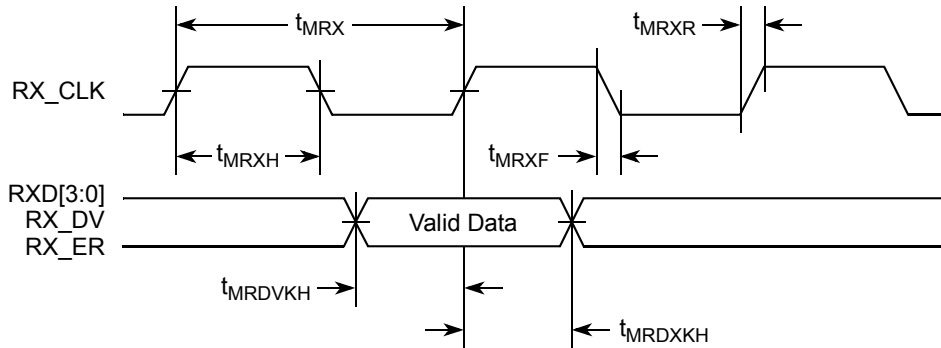 tMRX
tMRXR
RX_CLK
tMRXH
tMRXF
RXD[3:0]
RX_DV
Valid Data
RX_ER
tMRDVKH
tMRDXKH